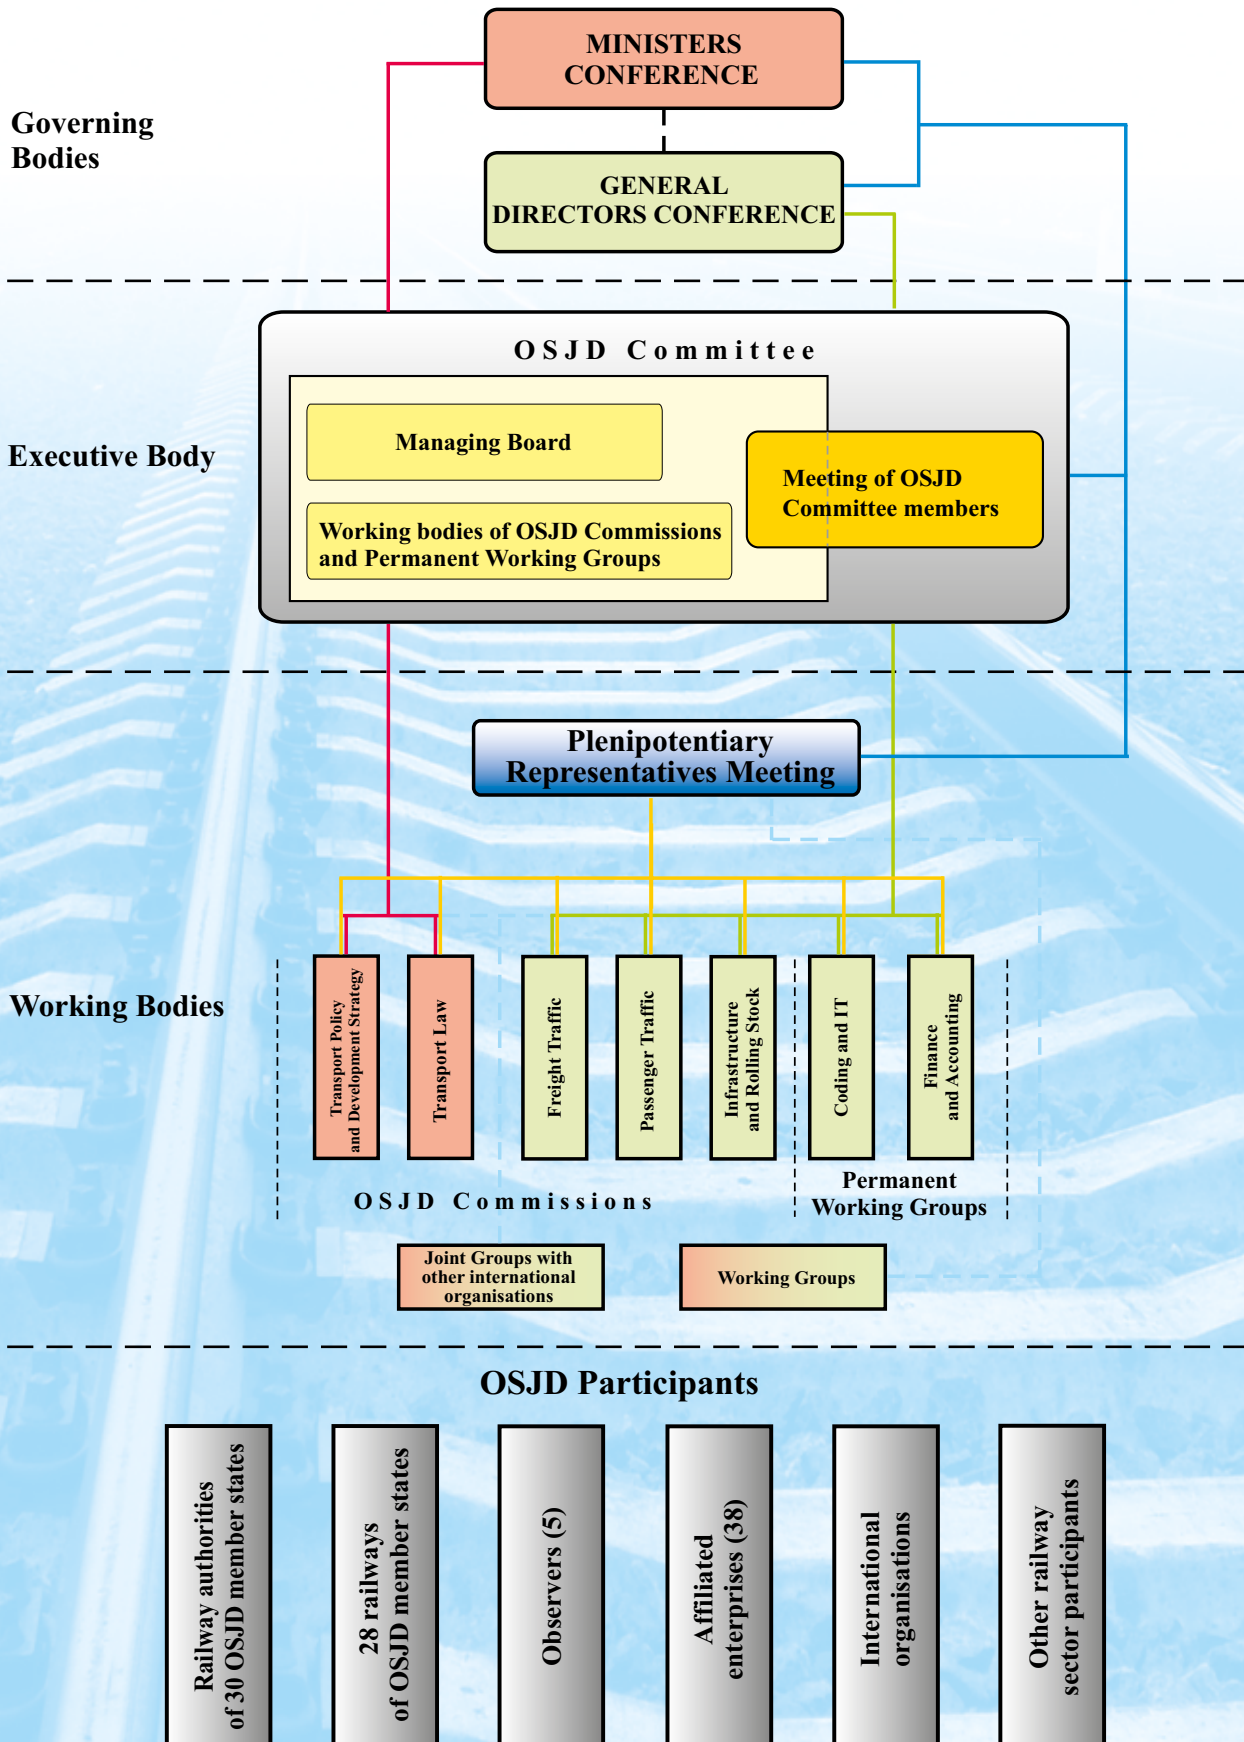 MINISTERS
CONFERENCE
Governing
Bodies
GENERAL
DIRECTORS CONFERENCE
OSJD Committee
Managing Board
Executive Body
Meeting of OSJD
Committee members
Working bodies of OSJD Commissions
and Permanent Working Groups
Plenipotentiary
Representatives Meeting
Working Bodies
Transport Policy
and Development Strategy
Transport Law
Freight Traffic
Passenger Traffic
Infrastructure
and Rolling Stock
Coding and IT
Finance
and Accounting
OSJD Commissions
Permanent
Working Groups
Joint Groups with
other international
organisations
Working Groups
OSJD Participants
Railway authorities
of 30 OSJD member states
28 railways
of OSJD member states
Observers (5)
Affiliated
enterprises (38)
International
organisations
Other railway
sector participants